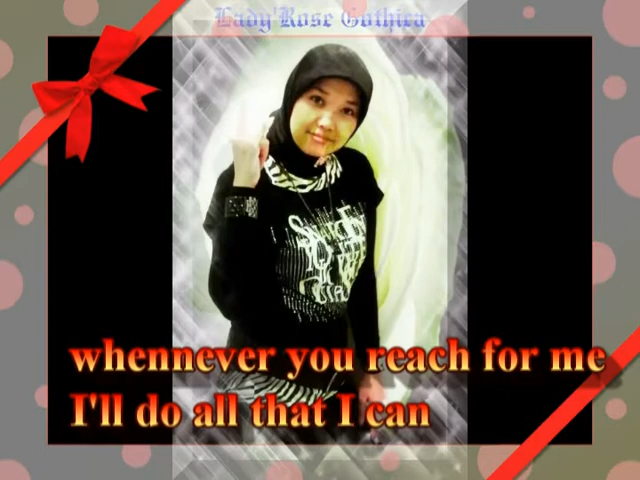 Lady'Rose Gothica
whennever you reach for me
I'll do all that I can